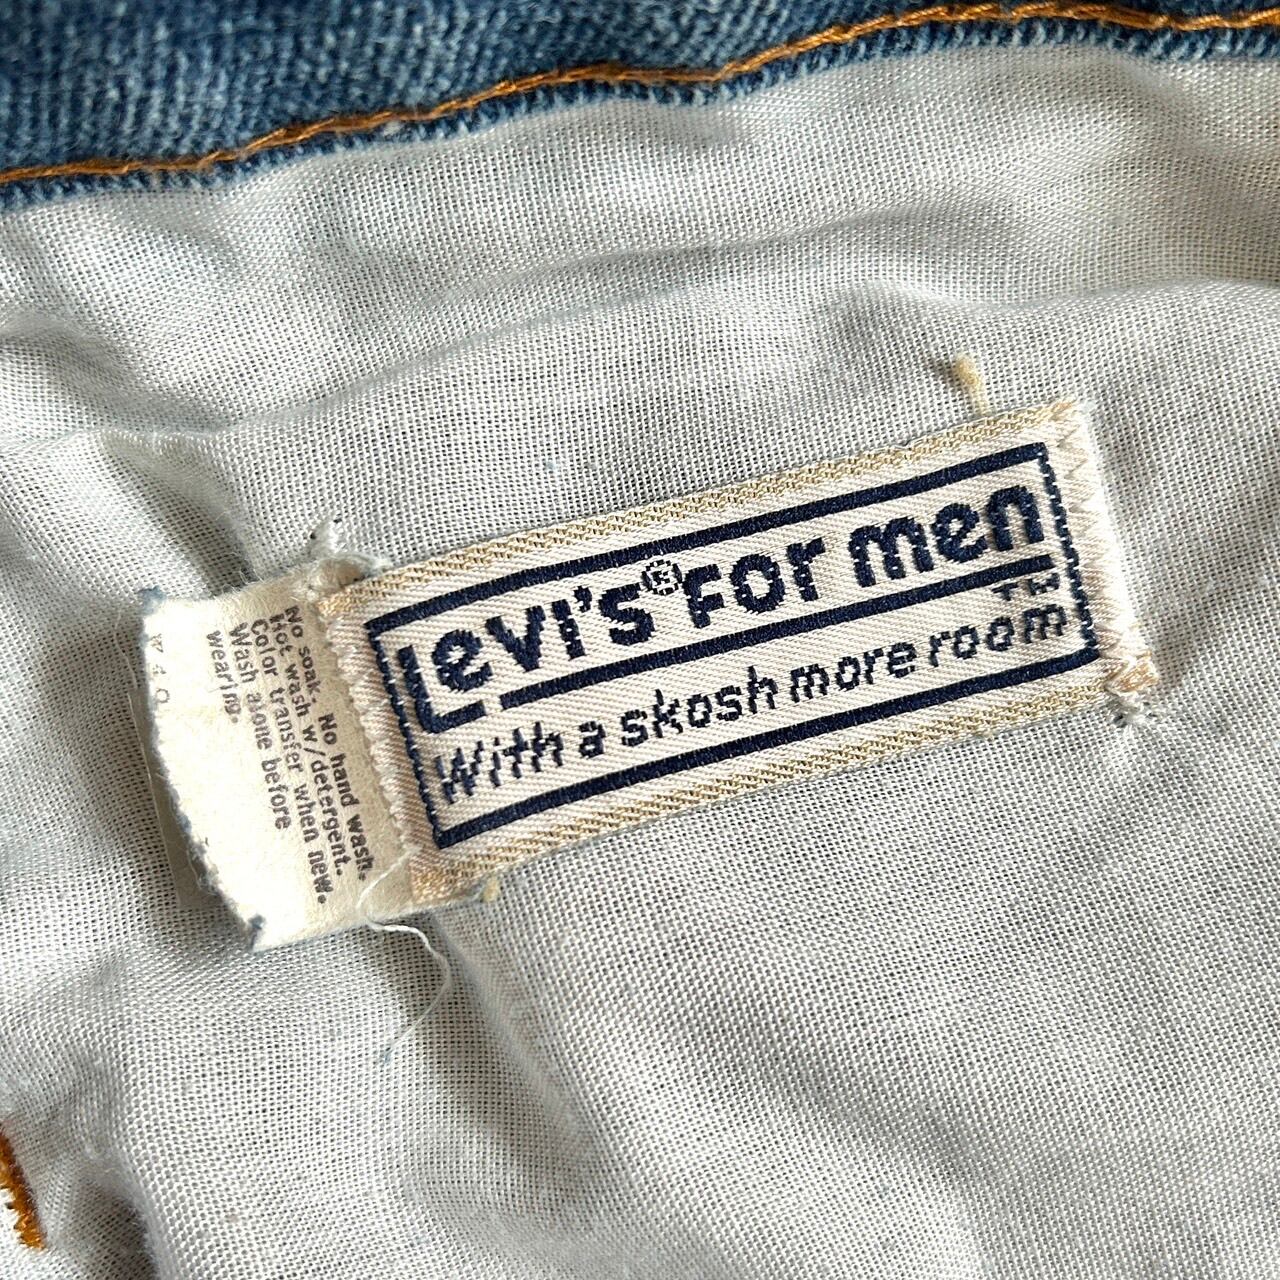 Levi's® FOR men
TM
With a skosh more room
No soak. No hand wash.
Hot wash w/detergent.
Color transfer when new.
Wash alone before
wearing.